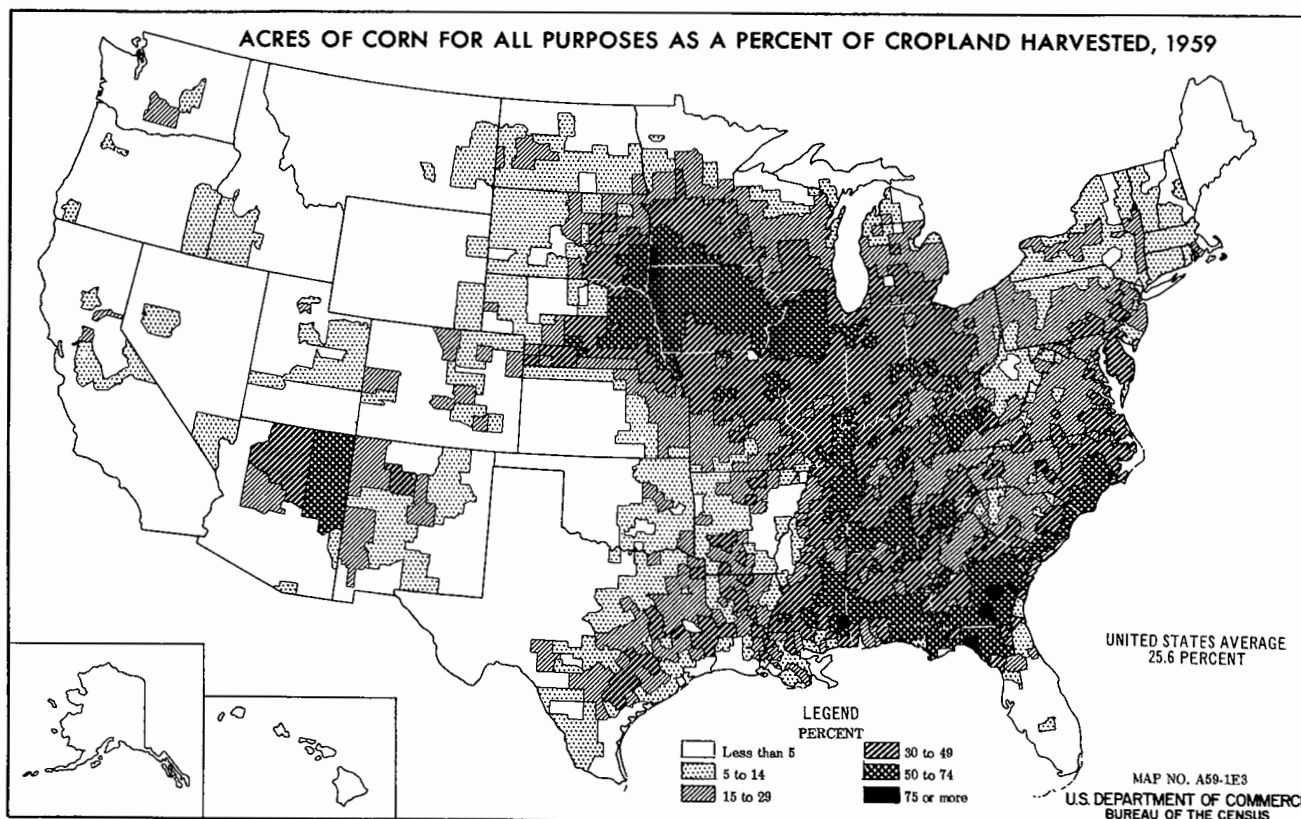 ACRES OF CORN FOR ALL PURPOSES AS A PERCENT OF CROPLAND HARVESTED, 1959
UNITED STATES AVERAGE
25.6 PERCENT
LEGEND
PERCENT
Less than 5
5 to 14
15 to 29
30 to 49
50 to 74
75 or more
MAP NO. A59-1E3
U.S. DEPARTMENT OF COMMERC
BUREAU OF THE CENSUS